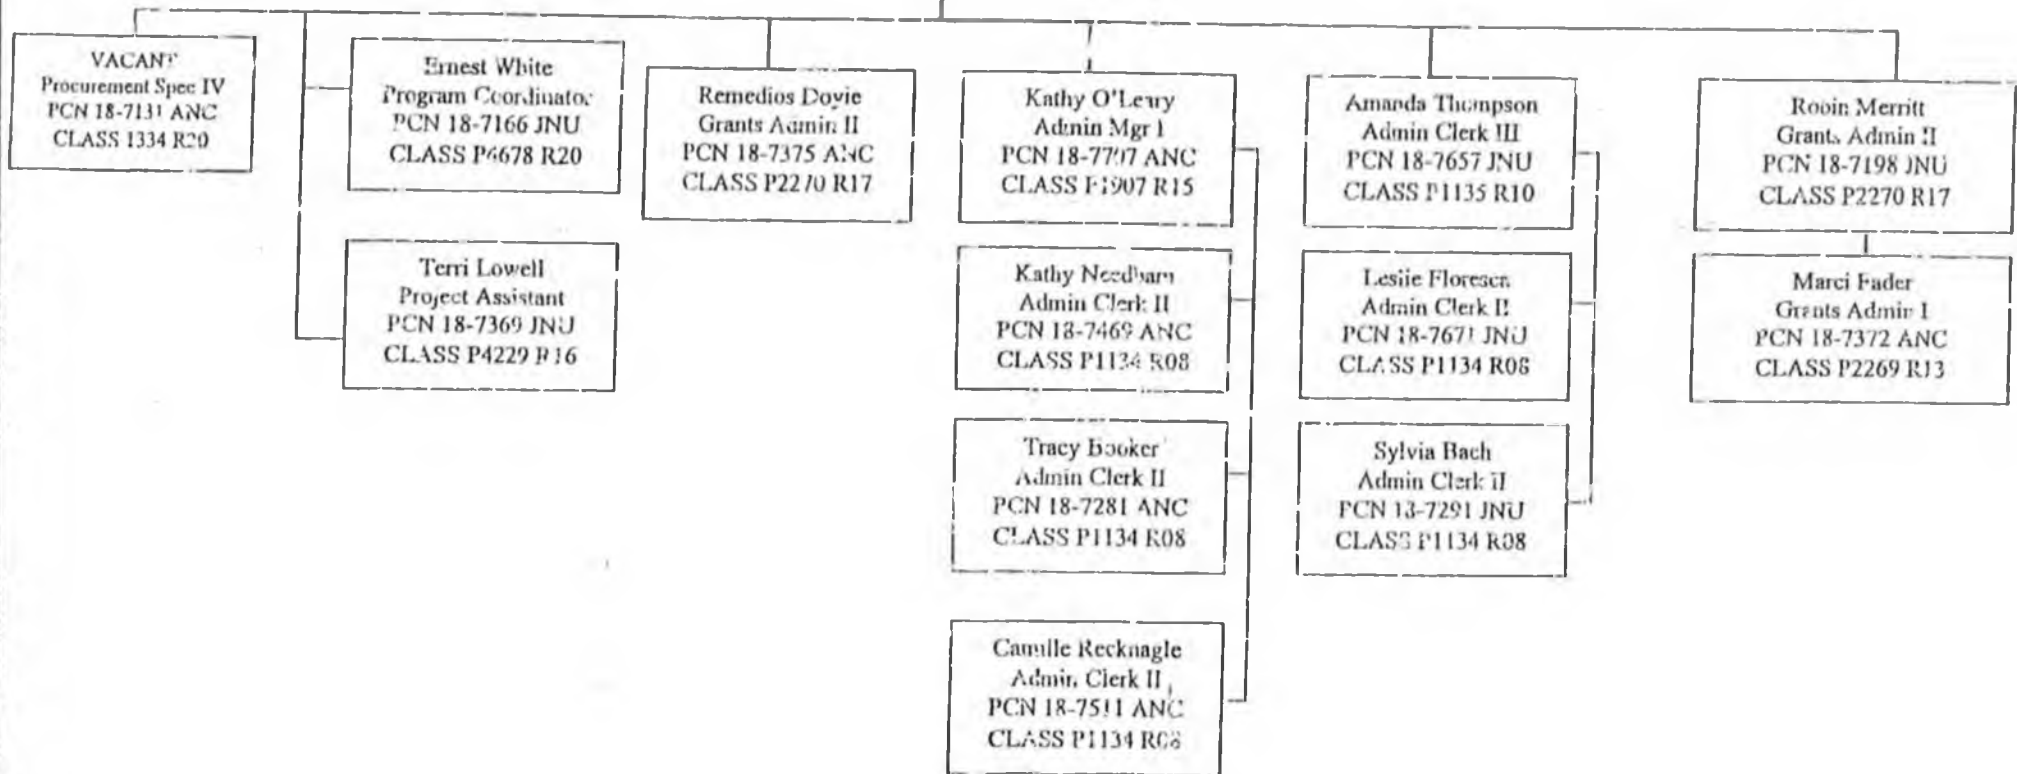 VACANT
Procurement Spec IV
PCN 18-7131 ANC
CLASS 1334 R20
Ernest White
Program Coordinator
PCN 18-7166 JNU
CLASS P4678 R20
Terri Lowell
Project Assistant
PCN 18-7369 JNU
CLASS P4229 R16
Remedios Doyle
Grants Admin II
PCN 18-7375 ANC
CLASS P2270 R17
Kathy O'Leary
Admin Mgr I
PCN 18-7797 ANC
CLASS P1907 R15
Kathy Needham
Admin Clerk II
PCN 18-7469 ANC
CLASS P1134 R08
Tracy Booker
Admin Clerk II
PCN 18-7281 ANC
CLASS P1134 R08
Camille Recknagle
Admin Clerk II
PCN 18-7511 ANC
CLASS P1134 R08
Amanda Thompson
Admin Clerk III
PCN 18-7657 JNU
CLASS P1135 R10
Leslie
Admin Clerk II
PCN 18-7671 JNU
CLASS P1134 R08
Sylvia Bach
Admin Clerk II
PCN 18-7291 JNU
CLASS P1134 R08
Robin Merritt
Grants Admin II
PCN 18-7198 JNU
CLASS P2270 R17
Marci Fader
Grants Admin I
PCN 18-7372 ANC
CLASS P2269 R13